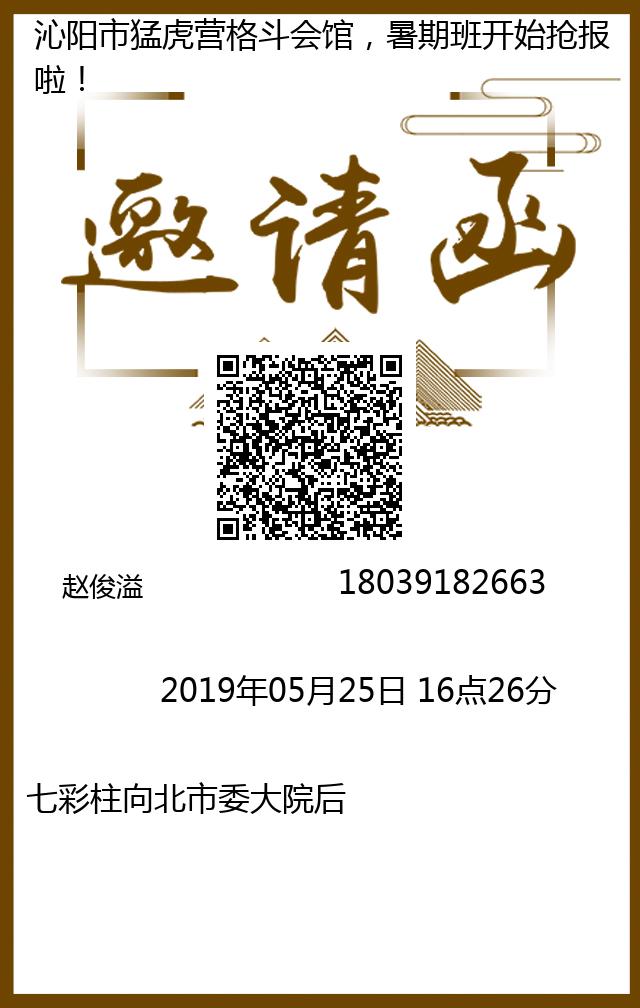 沁阳市猛虎营格斗会馆，暑期班开始抢报
啦！
邀请函
赵俊溢
18039182663
2019年05月25日 16点26分
七彩柱向北市委大院后